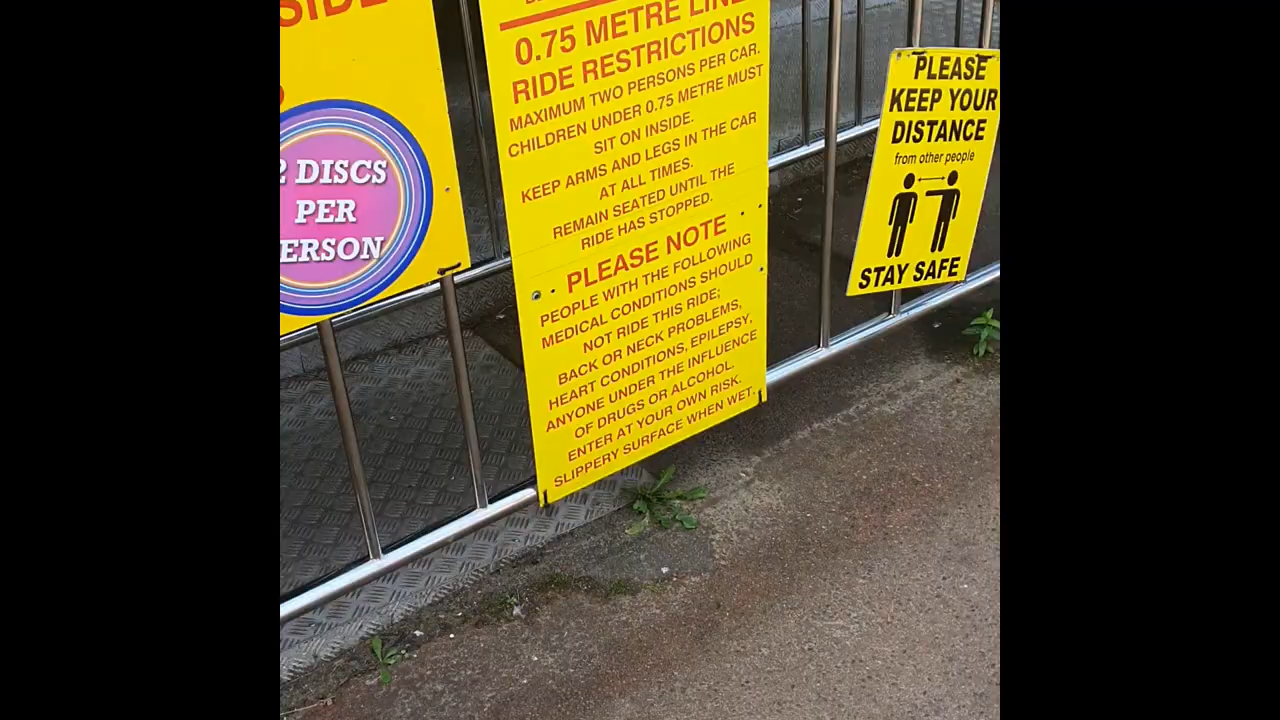 2 DISCS
PER
ERSON
0.75 METRE LINE
RIDE RESTRICTIONS
MAXIMUM TWO PERSONS PER CAR.
CHILDREN UNDER 0.75 METRE MUST
SIT ON INSIDE.
KEEP ARMS AND LEGS IN THE CAR
AT ALL TIMES.
REMAIN SEATED UNTIL THE
RIDE HAS STOPPED.
PLEASE NOTE
PEOPLE WITH THE FOLLOWING
MEDICAL CONDITIONS SHOULD
NOT RIDE THIS RIDE;
BACK OR NECK PROBLEMS,
HEART CONDITIONS, EPILEPSY,
ANYONE UNDER THE INFLUENCE
OF DRUGS OR ALCOHOL.
ENTER AT YOUR OWN RISK.
SLIPPERY SURFACE WHEN WET.
PLEASE
KEEP YOUR
DISTANCE
from other people
STAY SAFE